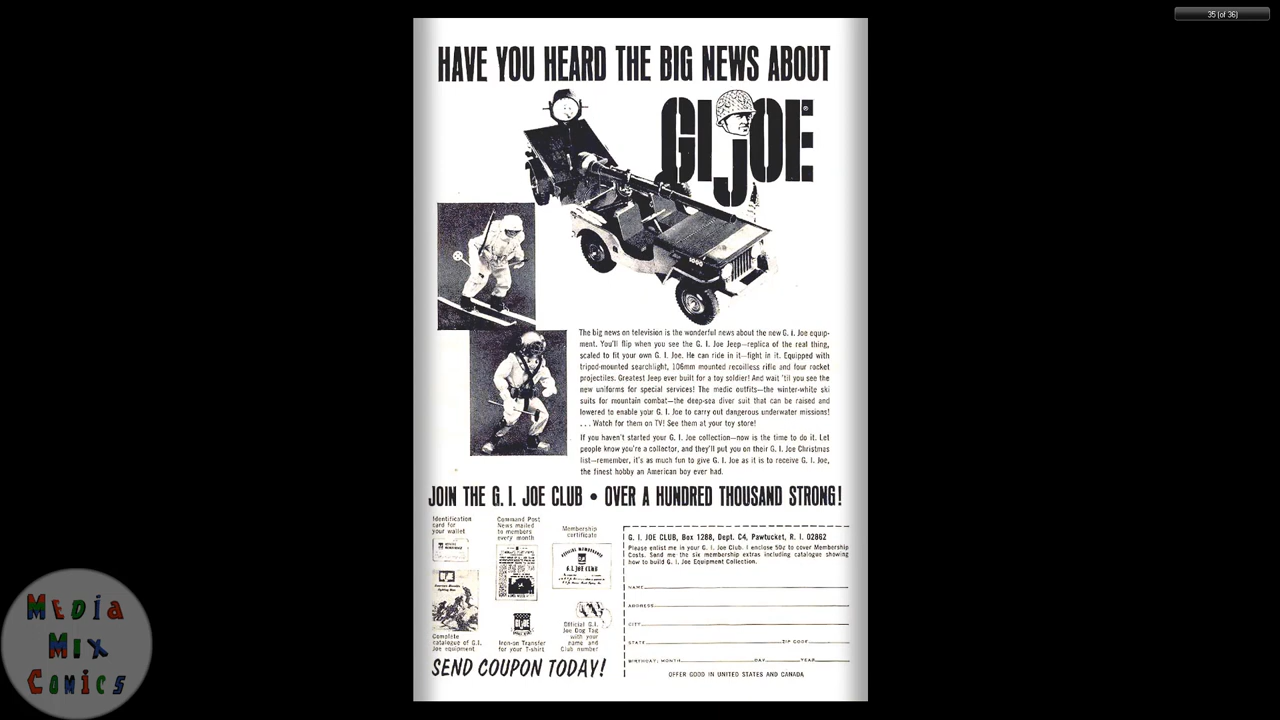 35 (of 36)
HAVE YOU HEARD THE BIG NEWS ABOUT
GI JOE®
The big news on television is the wonderful news about the new G. I. Joe equip-
ment. You'll flip when you see the G. I. Joe Jeep—replica of the real thing,
scaled to fit your own G. I. Joe. He can ride in it—fight in it. Equipped with
tripod-mounted searchlight, 106mm mounted recoilless rifle and four rocket
projectiles. Greatest Jeep ever built for a toy soldier! And wait 'til you see the
new uniforms for special services! The medic outfits—the winter-white ski
suits for mountain combat—the deep-sea diver suit that can be raised and
lowered to enable your G. I. Joe to carry out dangerous underwater missions!
. . . Watch for them on TV! See them at your toy store!
If you haven't started your G. I. Joe collection—now is the time to do it. Let
people know you're a collector, and they'll put you on their G. I. Joe Christmas
list—remember, it's as much fun to give G. I. Joe as it is to receive G. I. Joe,
the finest hobby an American boy ever had.
JOIN THE G. I. JOE CLUB • OVER A HUNDRED THOUSAND STRONG!
Identification
card for
your wallet
Command Post
News mailed
to members
every month
Membership
certificate
G.I. JOE CLUB
Complete
catalogue of G.I.
Joe equipment
Iron-on Transfer
for your T-shirt
Official G.I.
Joe Dog Tag
with your
name and
Club number
SEND COUPON TODAY!
G. I. JOE CLUB, Box 1288, Dept. C4, Pawtucket, R. I. 02862
Please enlist me in your G. I. Joe Club. I enclose 50¢ to cover Membership
Costs. Send me the six membership extras including catalogue showing
how to build G. I. Joe Equipment Collection.
NAME
ADDRESS
CITY
STATE ZIP CODE
BIRTHDAY: MONTH DAY YEAR
OFFER GOOD IN UNITED STATES AND CANADA
MEDIA
MIX
COMICS